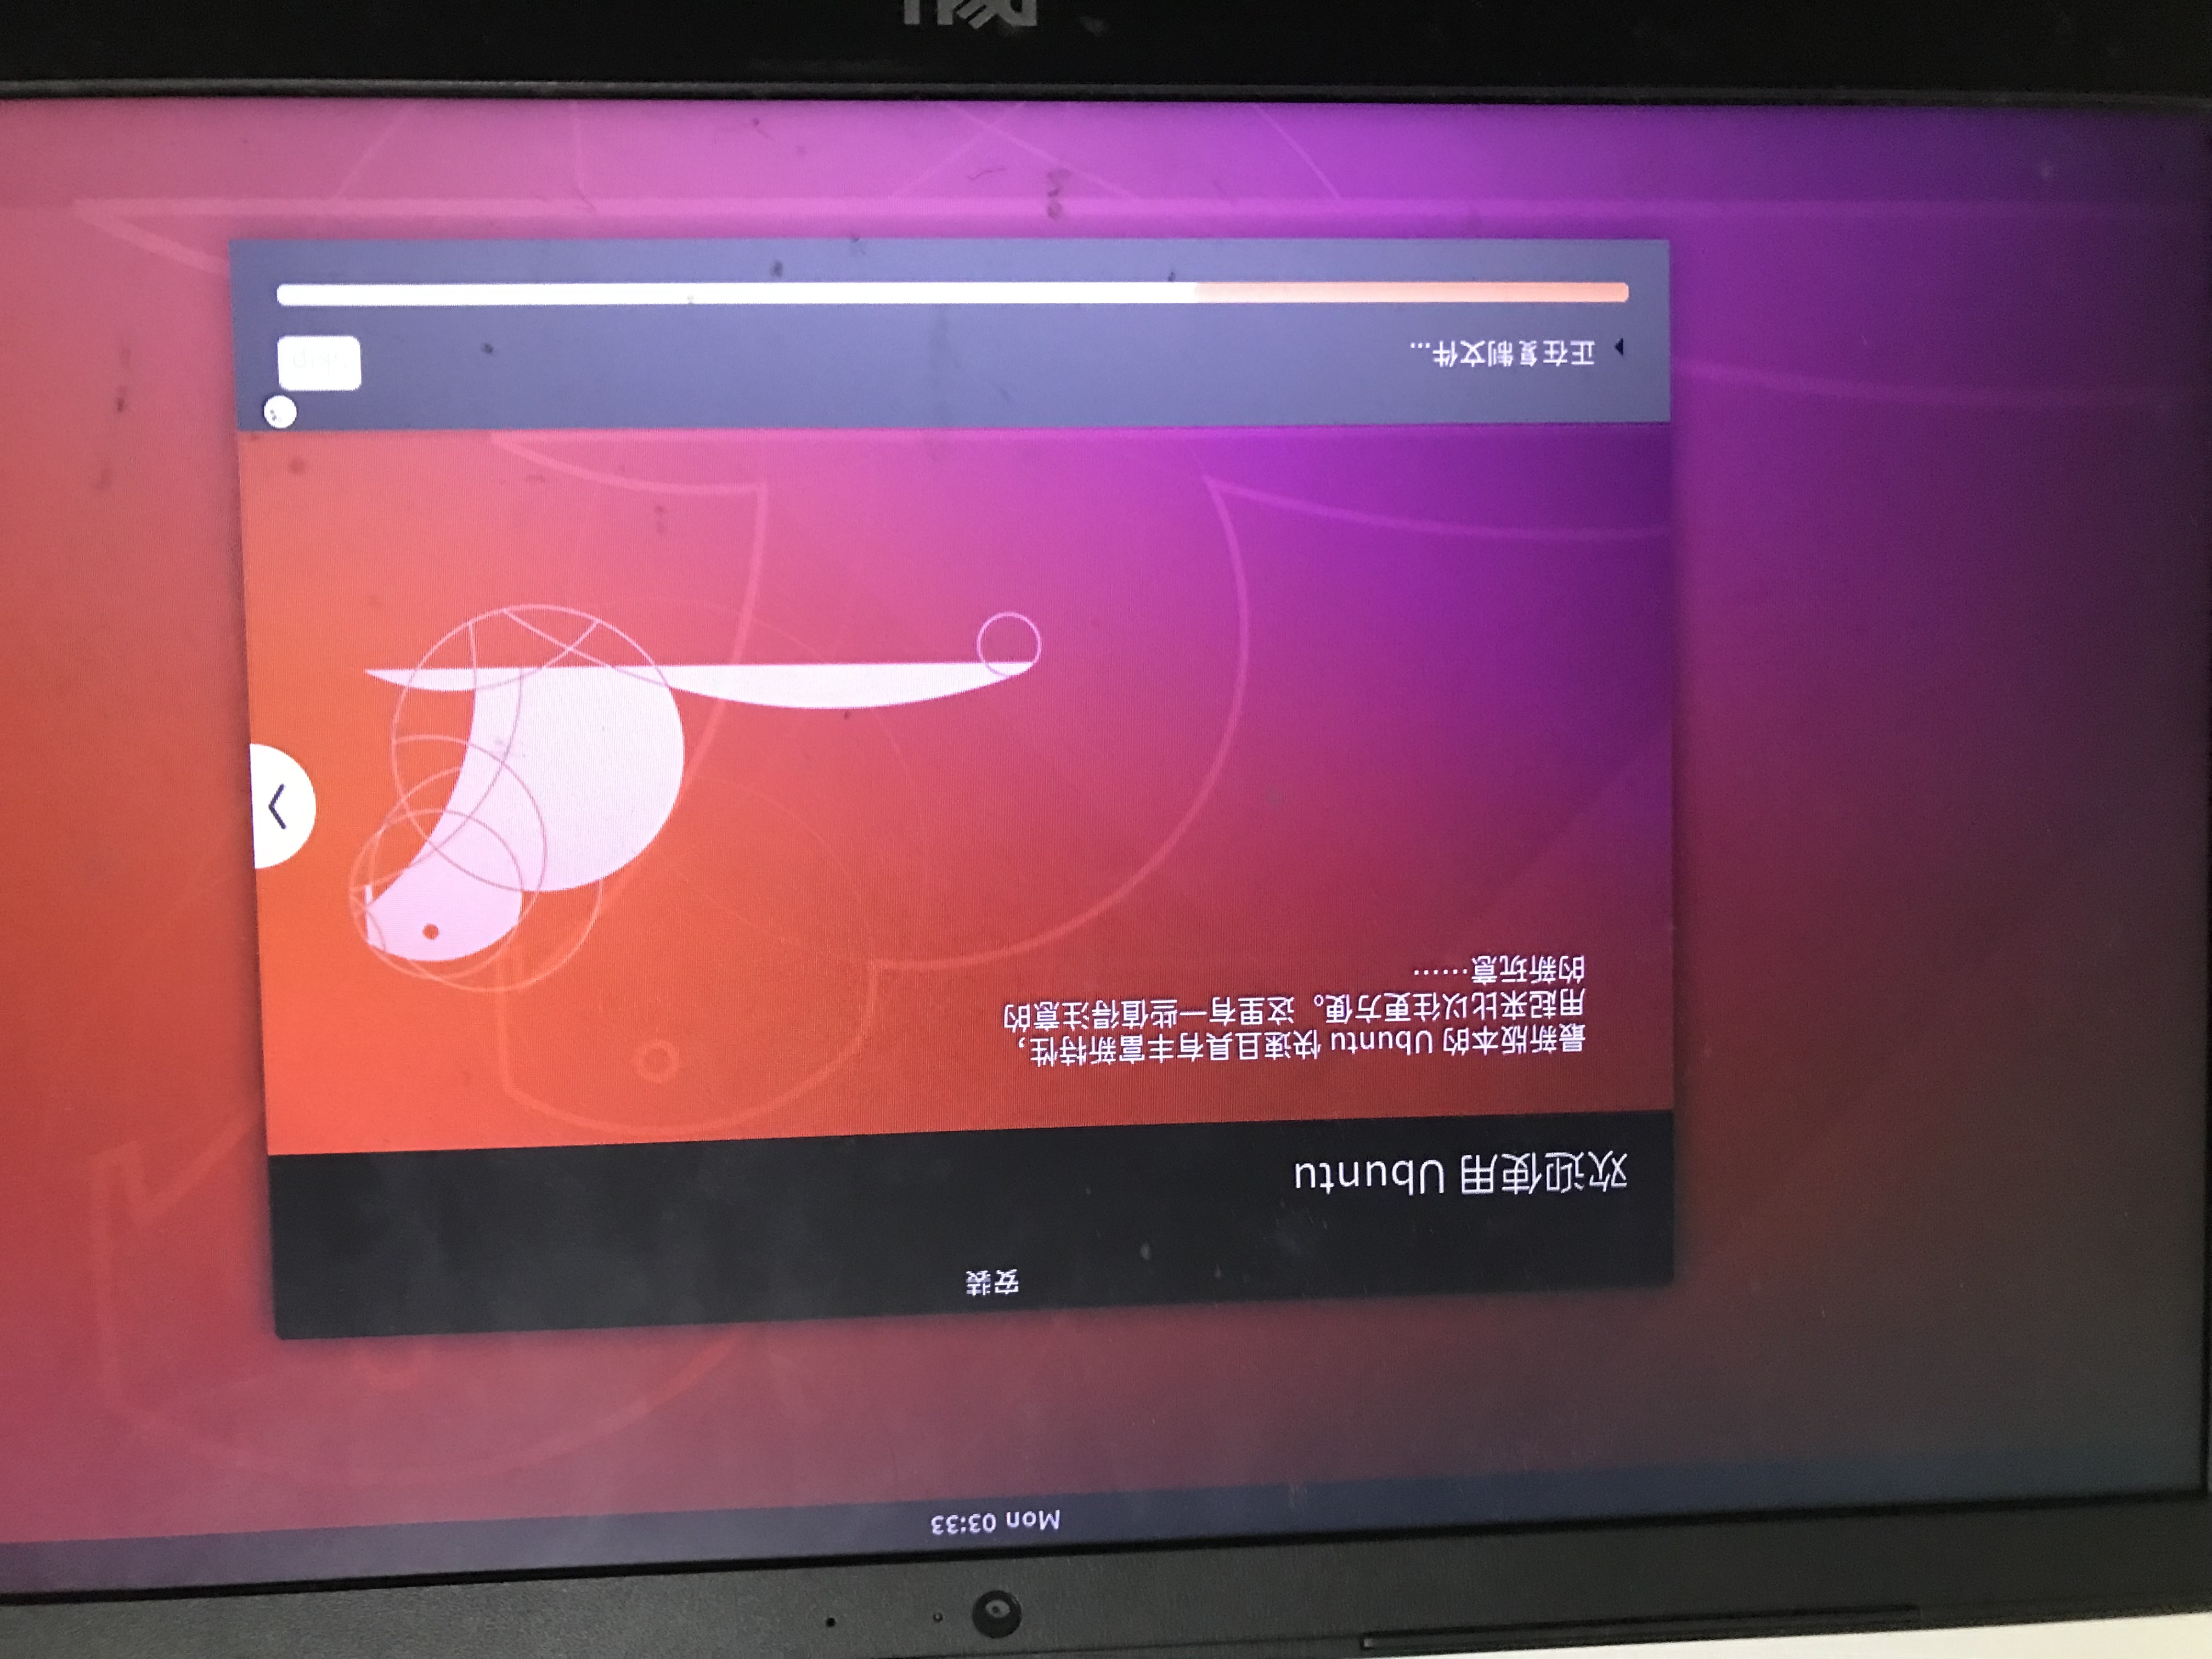 Mon 03:33
安装
欢迎使用 Ubuntu
最新版本的 Ubuntu 快速且具有丰富新特性，
用起来比以往更方便。这里有一些值得注意的
的新玩意……
正在复制文件...
Skip
DELL